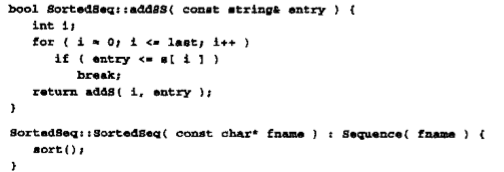 bool SortedSeq::addSS( const string& entry ) {
int i;
for ( i = 0; i <= last; i++ )
if ( entry <= s[ i ] )
break;
return addS( i, entry );
}
SortedSeq::SortedSeq( const char* fname ) : Sequence( fname ) {
sort();
}